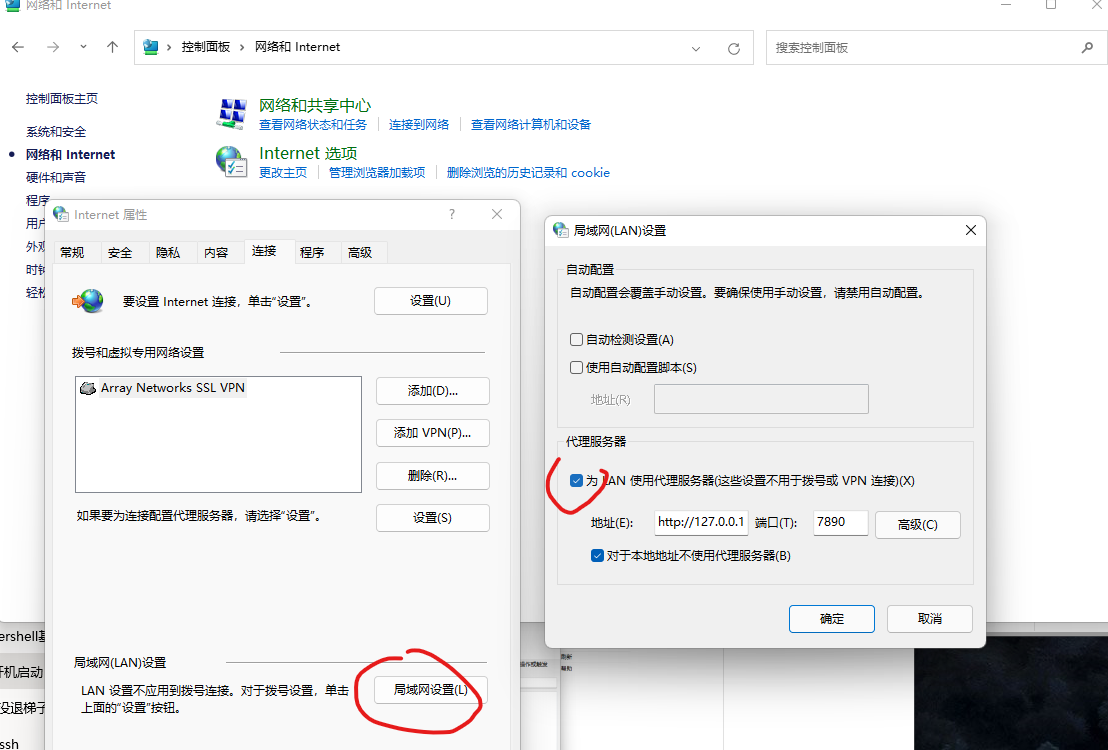 网络和 Internet
控制面板 › 网络和 Internet
搜索控制面板
控制面板主页
系统和安全
网络和 Internet
硬件和声音
程序
用户
外观
时钟
轻松
网络和共享中心
查看网络状态和任务 连接到网络 查看网络计算机和设备
Internet 选项
更改主页 管理浏览器加载项 删除浏览的历史记录和 cookie
Internet 属性
?
常规 安全 隐私 内容 连接 程序 高级
要设置 Internet 连接，单击“设置”。
设置(U)
拨号和虚拟专用网络设置
Array Networks SSL VPN
添加(D)...
添加 VPN(P)...
删除(R)...
如果要为连接配置代理服务器，请选择“设置”。
设置(S)
局域网(LAN)设置
LAN 设置不应用到拨号连接。对于拨号设置，单击
上面的“设置”按钮。
局域网设置(L)
局域网(LAN)设置
自动配置
自动配置会覆盖手动设置。要确保使用手动设置，请禁用自动配置。
自动检测设置(A)
使用自动配置脚本(S)
地址(R)
代理服务器
为 LAN 使用代理服务器(这些设置不用于拨号或 VPN 连接)(X)
地址(E): http://127.0.0.1 端口(T): 7890 高级(C)
对于本地地址不使用代理服务器(B)
确定 取消
ershell基
开机启动
没退梯子
ssh